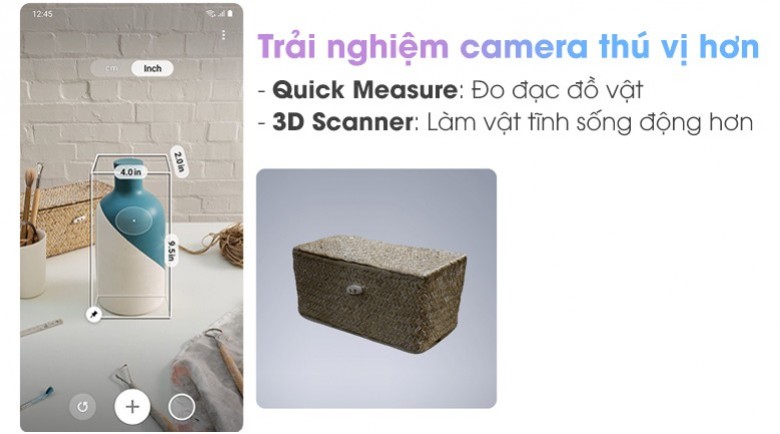 12:45
cm Inch
2.0in
4.0in
9.5in
Trải nghiệm camera thú vị hơn
- Quick Measure: Đo đạc đồ vật
- 3D Scanner: Làm vật tĩnh sống động hơn